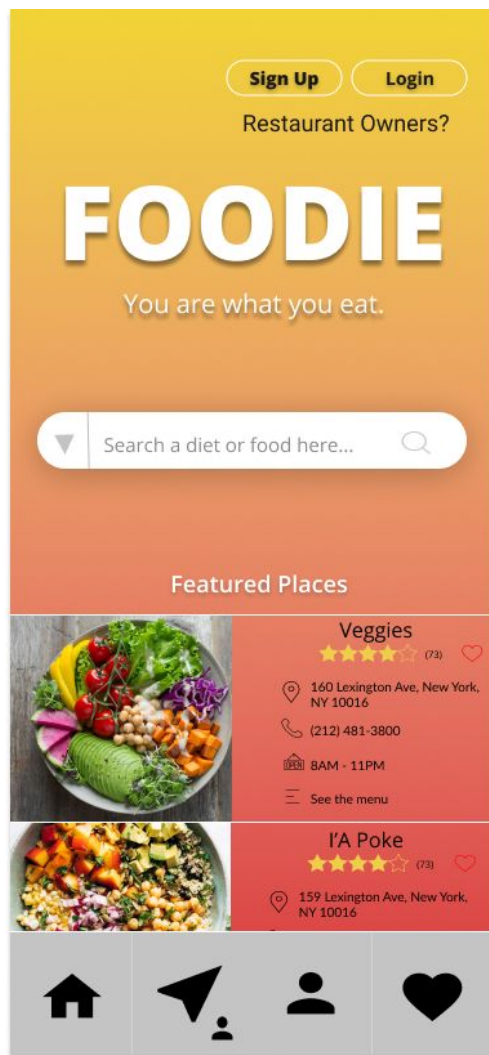 Sign Up
Login
Restaurant Owners?
FOODIE
You are what you eat.
Search a diet or food here...
Featured Places
Veggies
(73)
160 Lexington Ave, New York,
NY 10016
(212) 481-3800
OPEN
8AM - 11PM
See the menu
I'A Poke
(73)
159 Lexington Ave, New York,
NY 10016